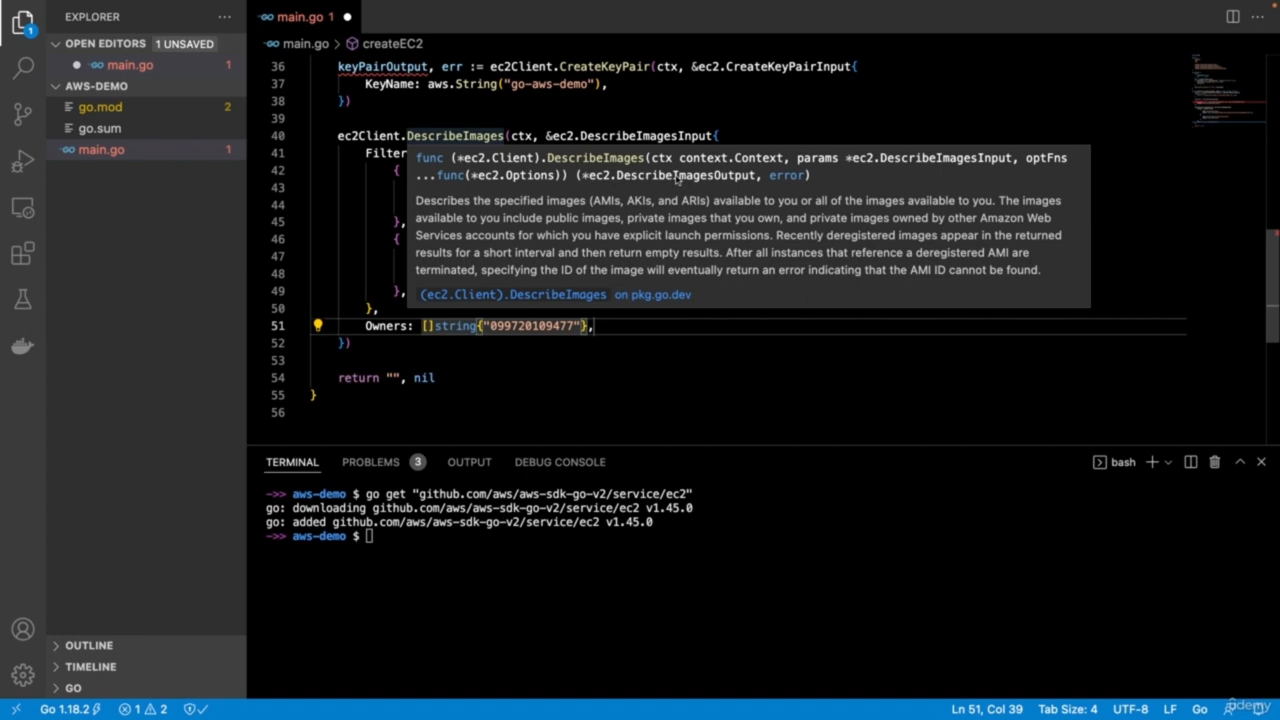 EXPLORER
OPEN EDITORS 1 UNSAVED
main.go 1
AWS-DEMO
go.mod 2
go.sum
main.go 1
OUTLINE
TIMELINE
GO
main.go 1
main.go > createEC2
36 keyPairOutput, err := ec2Client.CreateKeyPair(ctx, &ec2.CreateKeyPairInput{
37 KeyName: aws.String("go-aws-demo"),
38 })
39
40 ec2Client.DescribeImages(ctx, &ec2.DescribeImagesInput{
41 Filter
42 {
43
44
45 },
46 {
47
48
49 },
50 },
51 Owners: []string{"099720109477"},
52 })
53
54 return "", nil
55 }
56
func (*ec2.Client).DescribeImages(ctx context.Context, params *ec2.DescribeImagesInput, optFns
...func(*ec2.Options)) (*ec2.DescribeImagesOutput, error)
Describes the specified images (AMIs, AKIs, and ARIs) available to you or all of the images available to you. The images
available to you include public images, private images that you own, and private images owned by other Amazon Web
Services accounts for which you have explicit launch permissions. Recently deregistered images appear in the returned
results for a short interval and then return empty results. After all instances that reference a deregistered AMI are
terminated, specifying the ID of the image will eventually return an error indicating that the AMI ID cannot be found.
(ec2.Client).DescribeImages on pkg.go.dev
TERMINAL PROBLEMS 3 OUTPUT DEBUG CONSOLE
bash
->> aws-demo $ go get "github.com/aws/aws-sdk-go-v2/service/ec2"
go: downloading github.com/aws/aws-sdk-go-v2/service/ec2 v1.45.0
go: added github.com/aws/aws-sdk-go-v2/service/ec2 v1.45.0
->> aws-demo $
1
Go 1.18.2 1 2
Ln 51, Col 39 Tab Size: 4 UTF-8 LF Go
udemy